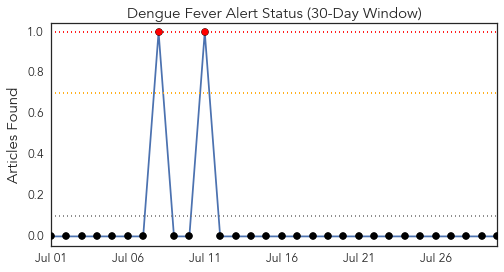 Dengue Fever Alert Status (30-Day Window)
Articles Found
1.0
0.8
0.6
0.4
0.2
0.0
Jul 01 Jul 06 Jul 11 Jul 16 Jul 21 Jul 26